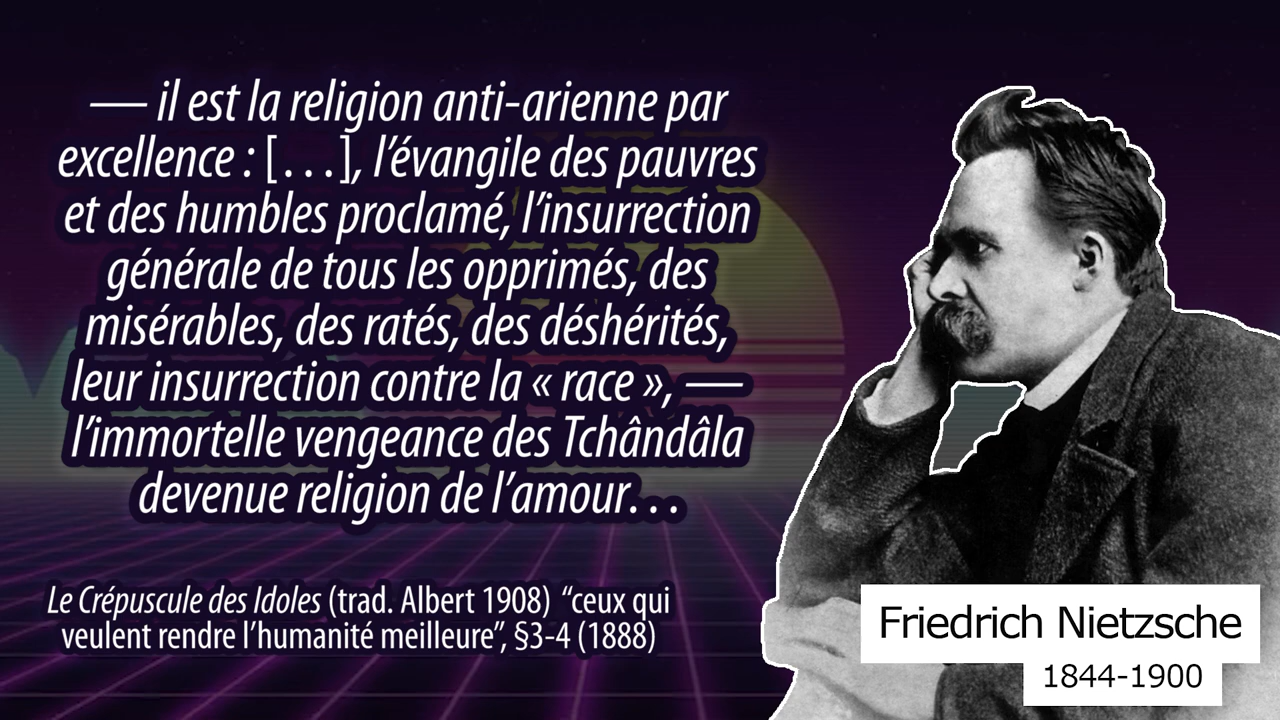 — il est la religion anti-arienne par
excellence : [...], l’évangile des pauvres
et des humbles proclamé, l’insurrection
générale de tous les opprimés, des
misérables, des ratés, des déshérités,
leur insurrection contre la « race », —
l’immortelle vengeance des Tchândâla
devenue religion de l’amour...
Le Crépuscule des Idoles (trad. Albert 1908) “ceux qui
veulent rendre l’humanité meilleure”, §3-4 (1888)
Friedrich Nietzsche
1844-1900